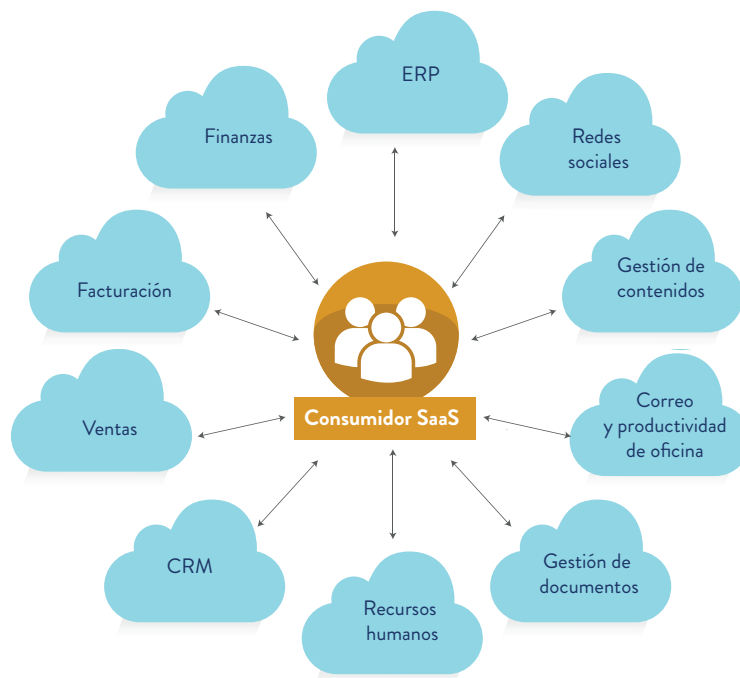 ERP
Finanzas
Redes
sociales
Facturación
Gestión de
contenidos
Consumidor SaaS
Ventas
Correo
y productividad
de oficina
CRM
Gestión de
documentos
Recursos
humanos